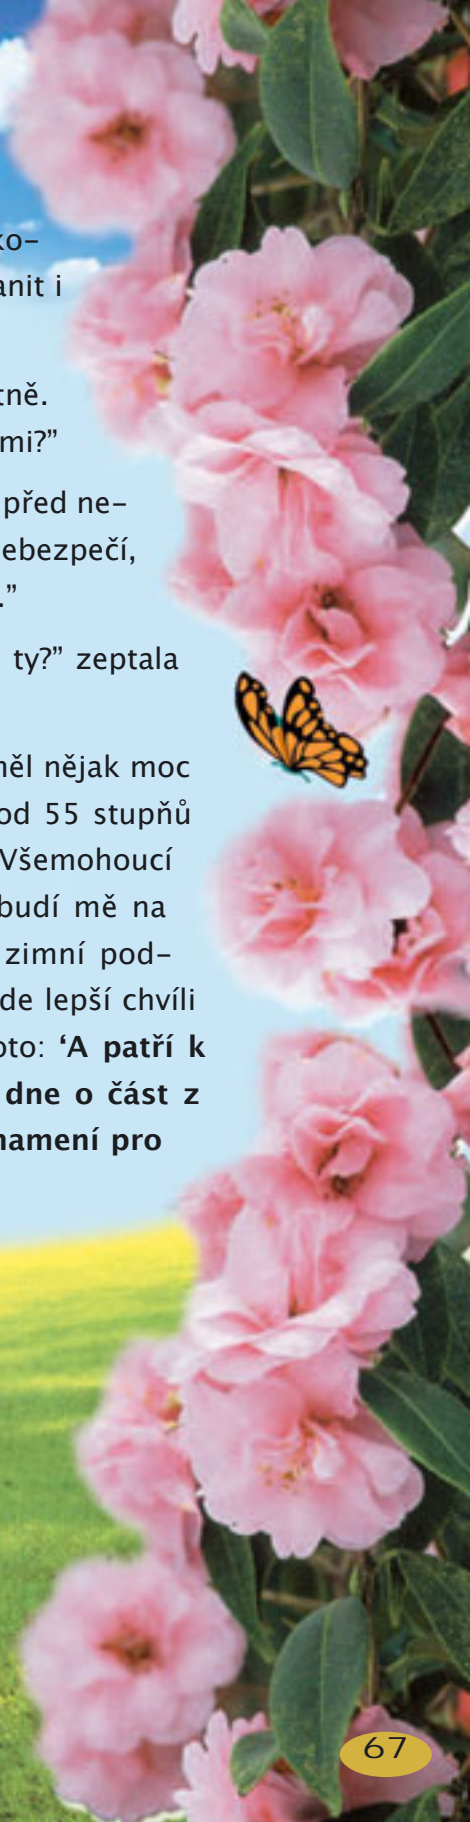 ko–
anit i
tně.
mi?”
před ne–
ebezpečí,
.”
ty?” zeptala
měl nějak moc
od 55 stupňů
Všemohoucí
budí mě na
zimní pod–
de lepší chvíli
oto: ‘A patří k
dne o část z
namení pro
67